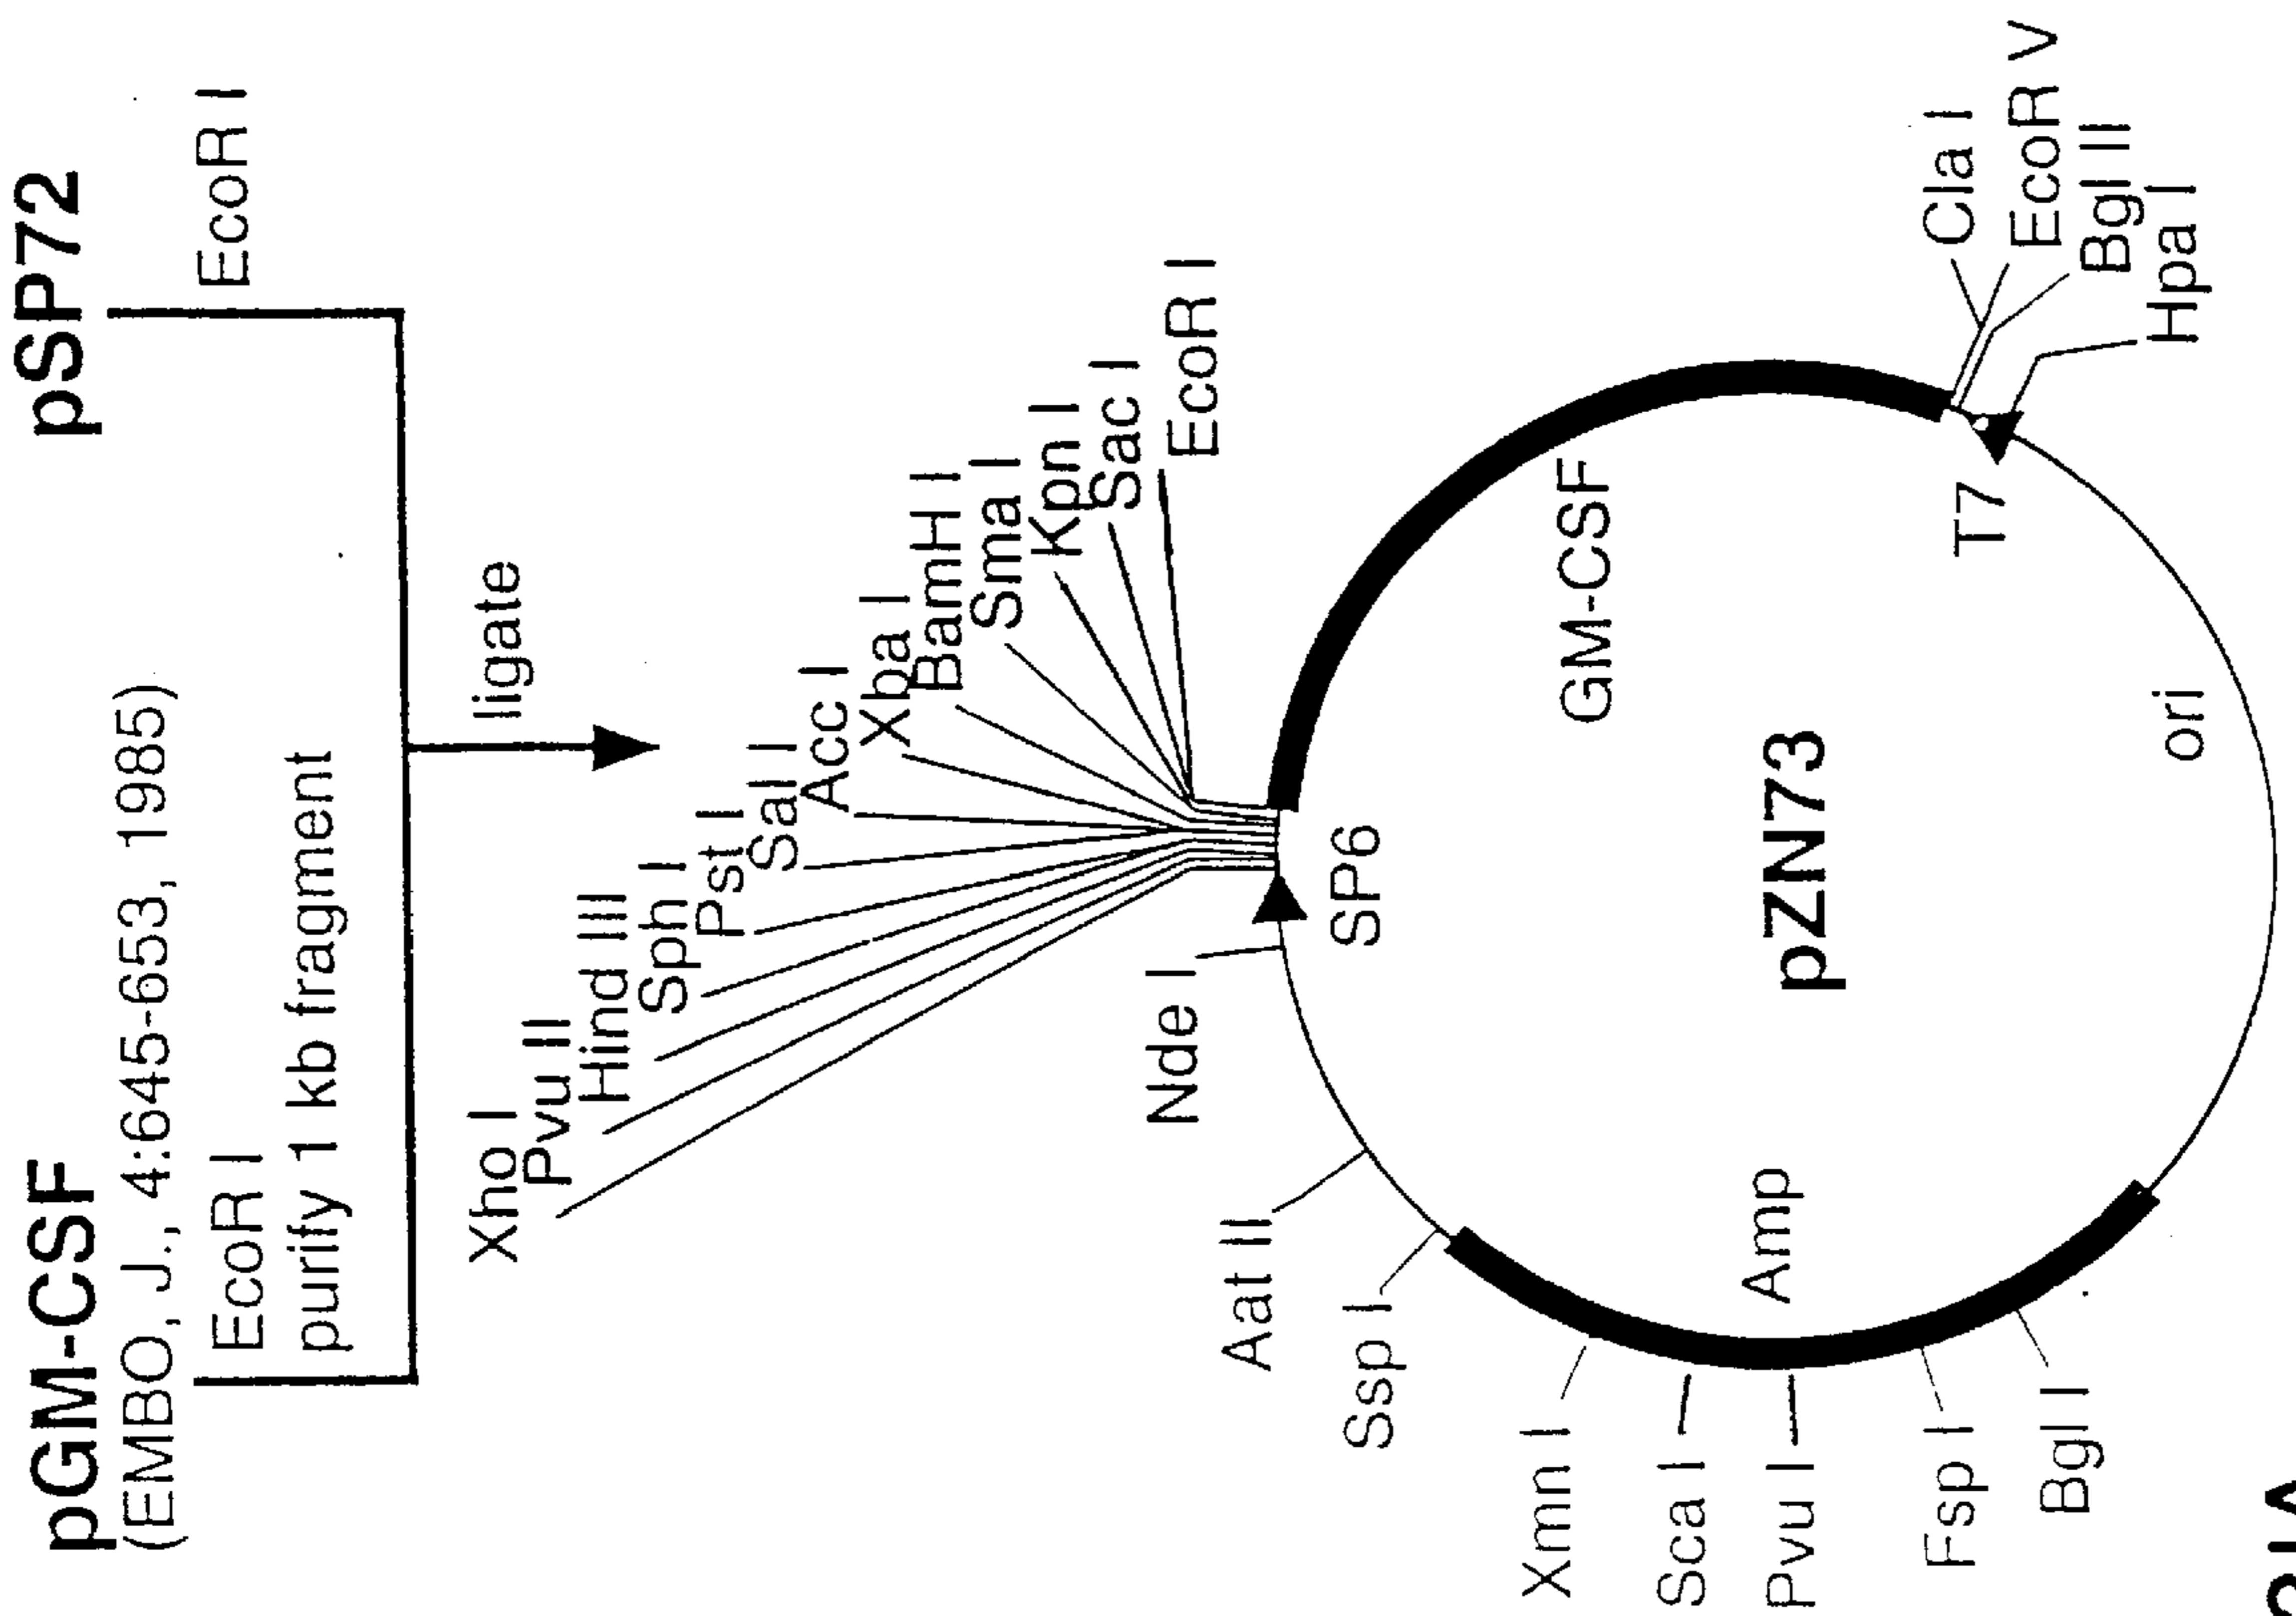 pGM-CSF
(EMBO, J., 4:645-653, 1985)
EcoR I
purify 1 kb fragment
pSP72
EcoR I
ligate
Xho I
Pvu II
Hind III
Sph I
Pst I
Sal I
Acc I
Xba I
BamH I
Sma I
Kpn I
Sac I
EcoR I
Nde I
Aat II
Ssp I
Xmn I
Sca I
Pvu I
Fsp I
Bgl I
SP6
GM-CSF
T7
Cla I
EcoR V
Bgl II
Hpa I
Amp
pZN73
ori